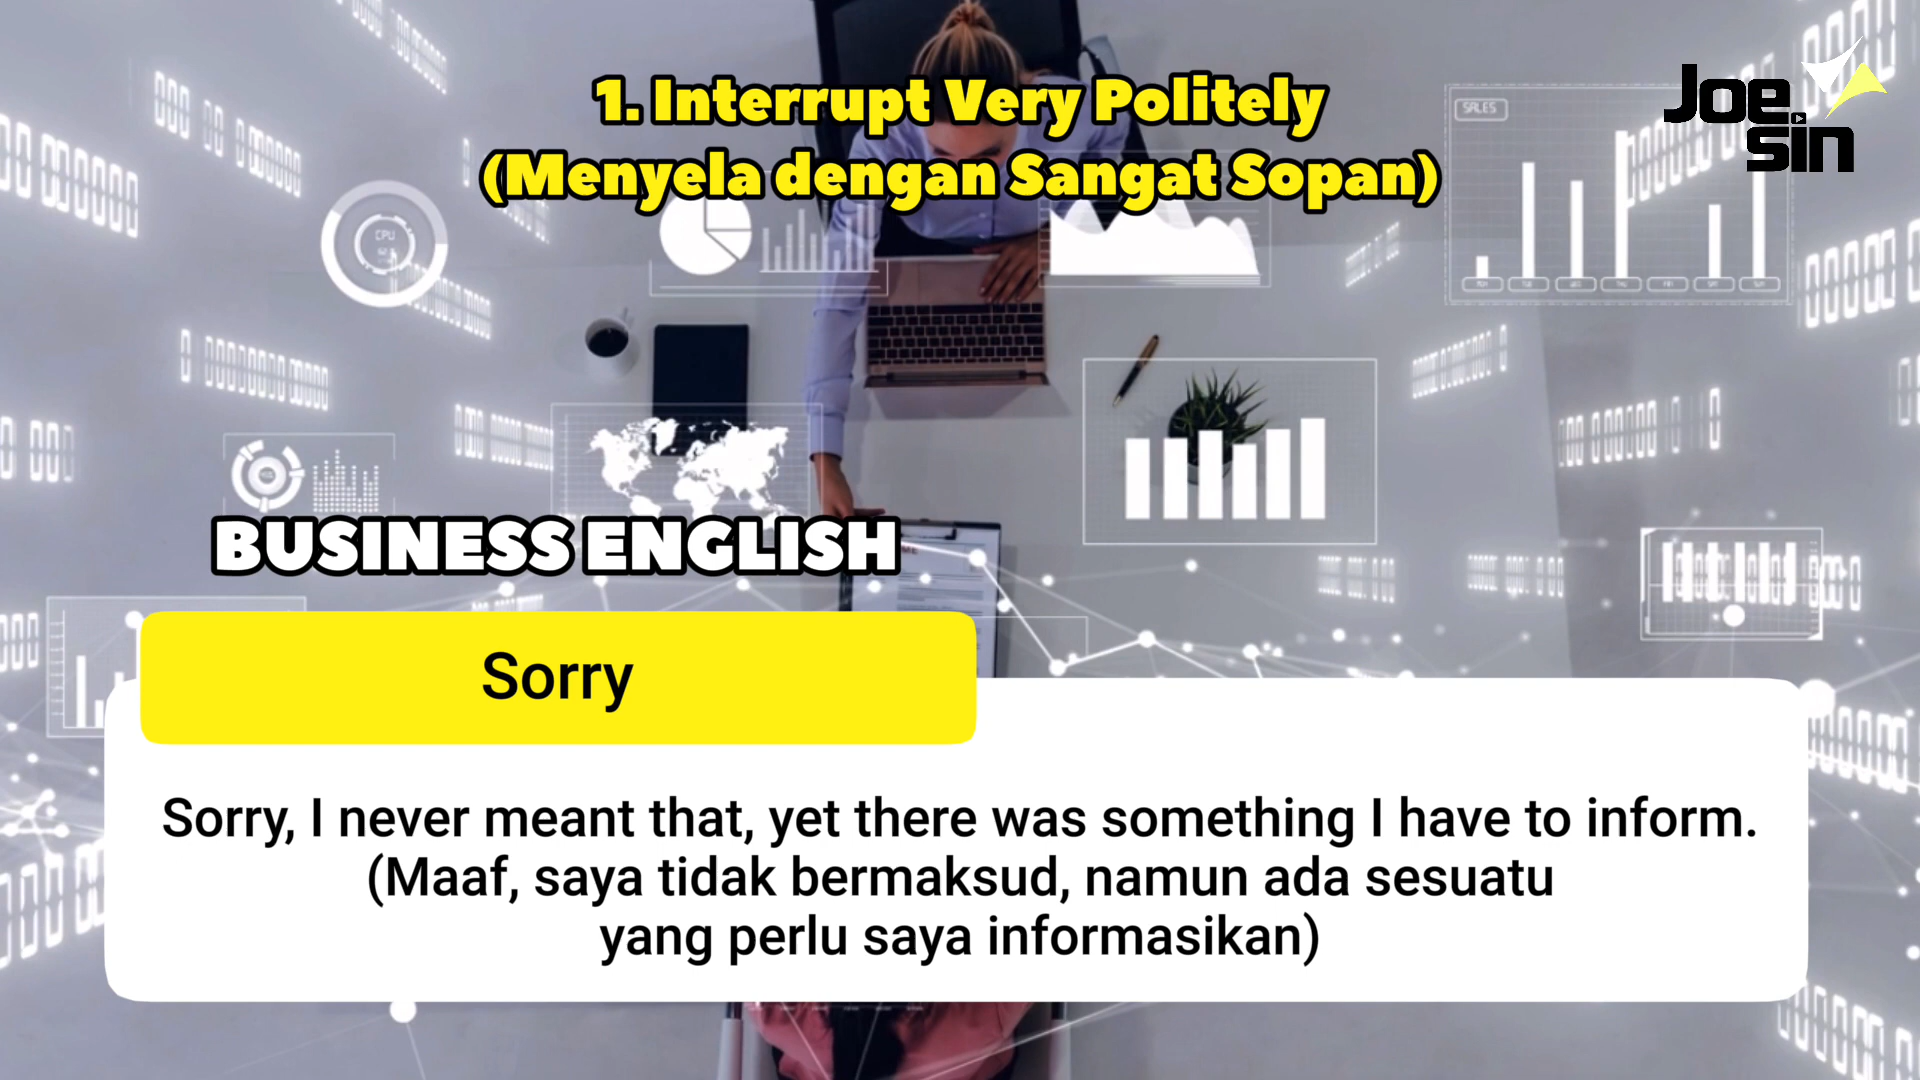 1. Interrupt Very Politely
(Menyela dengan Sangat Sopan)
Joe
sin
SALES
CPU
BUSINESS ENGLISH
Sorry
Sorry, I never meant that, yet there was something I have to inform.
(Maaf, saya tidak bermaksud, namun ada sesuatu
yang perlu saya informasikan)